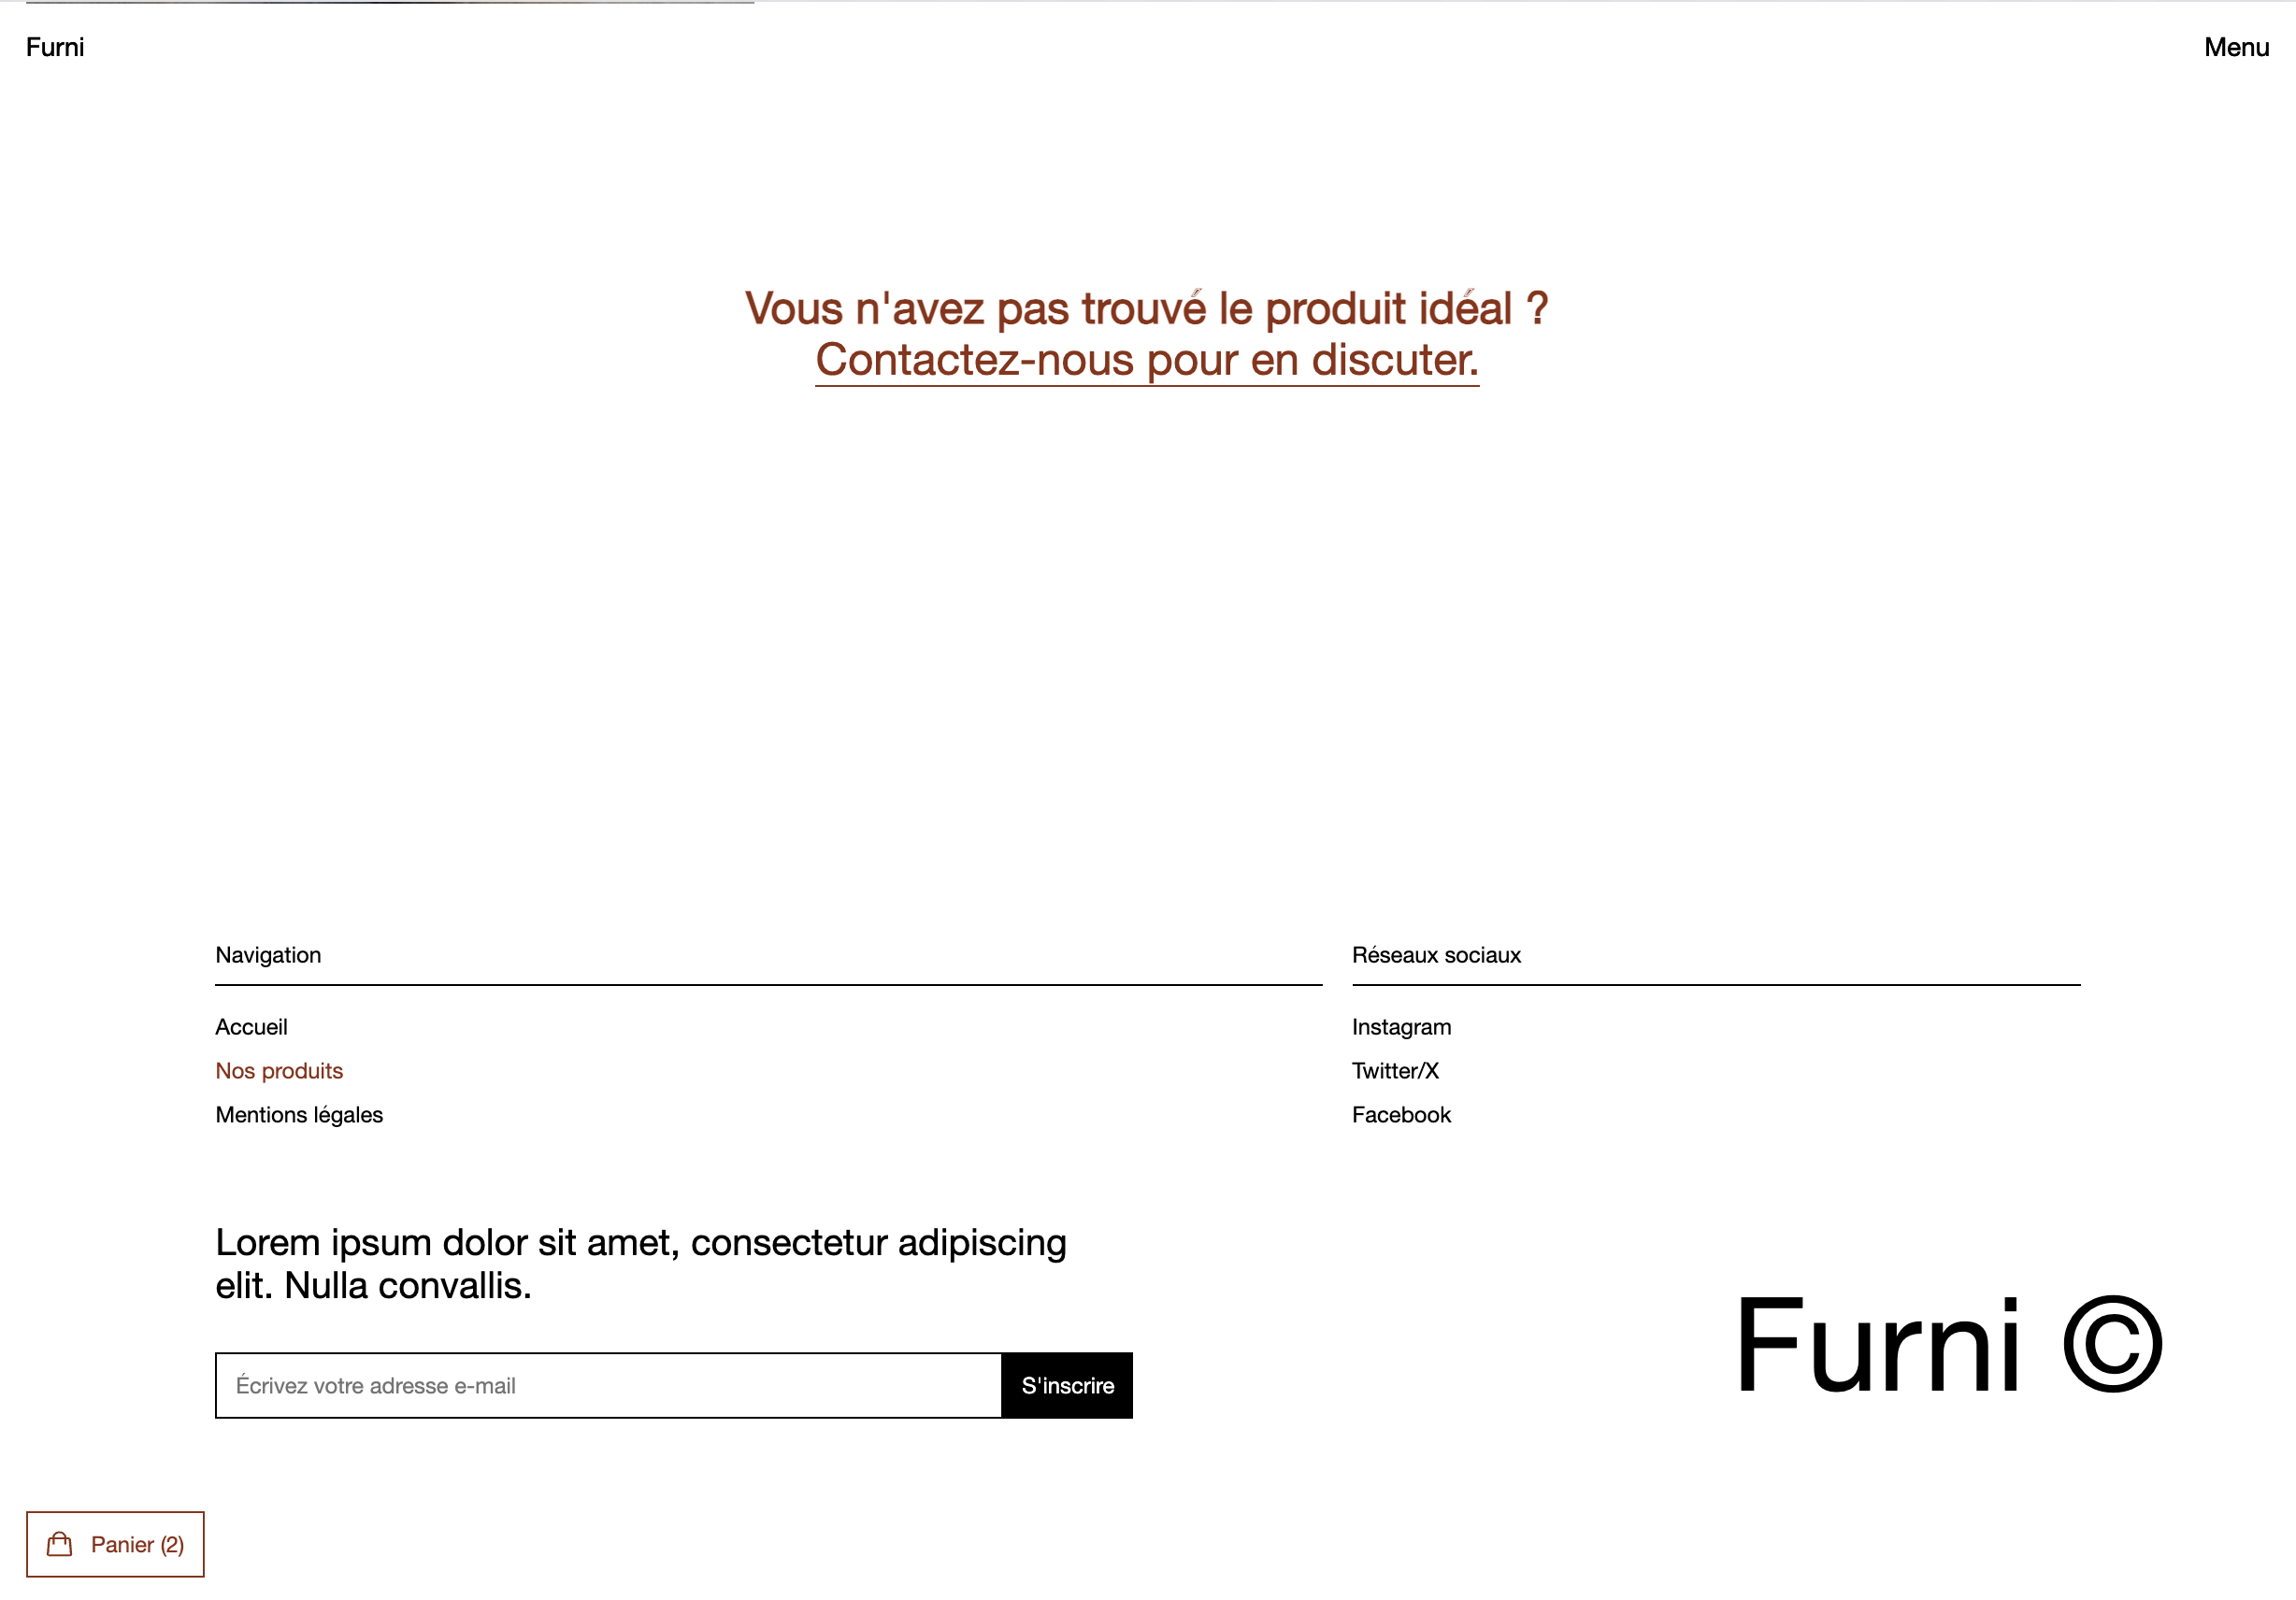 Furni
Menu
Vous n'avez pas trouvé le produit idéal ?
Contactez-nous pour en discuter.
Navigation
Accueil
Nos produits
Mentions légales
Réseaux sociaux
Instagram
Twitter/X
Facebook
Lorem ipsum dolor sit amet, consectetur adipiscing
elit. Nulla convallis.
Écrivez votre adresse e-mail
S'inscrire
Furni ©
Panier (2)